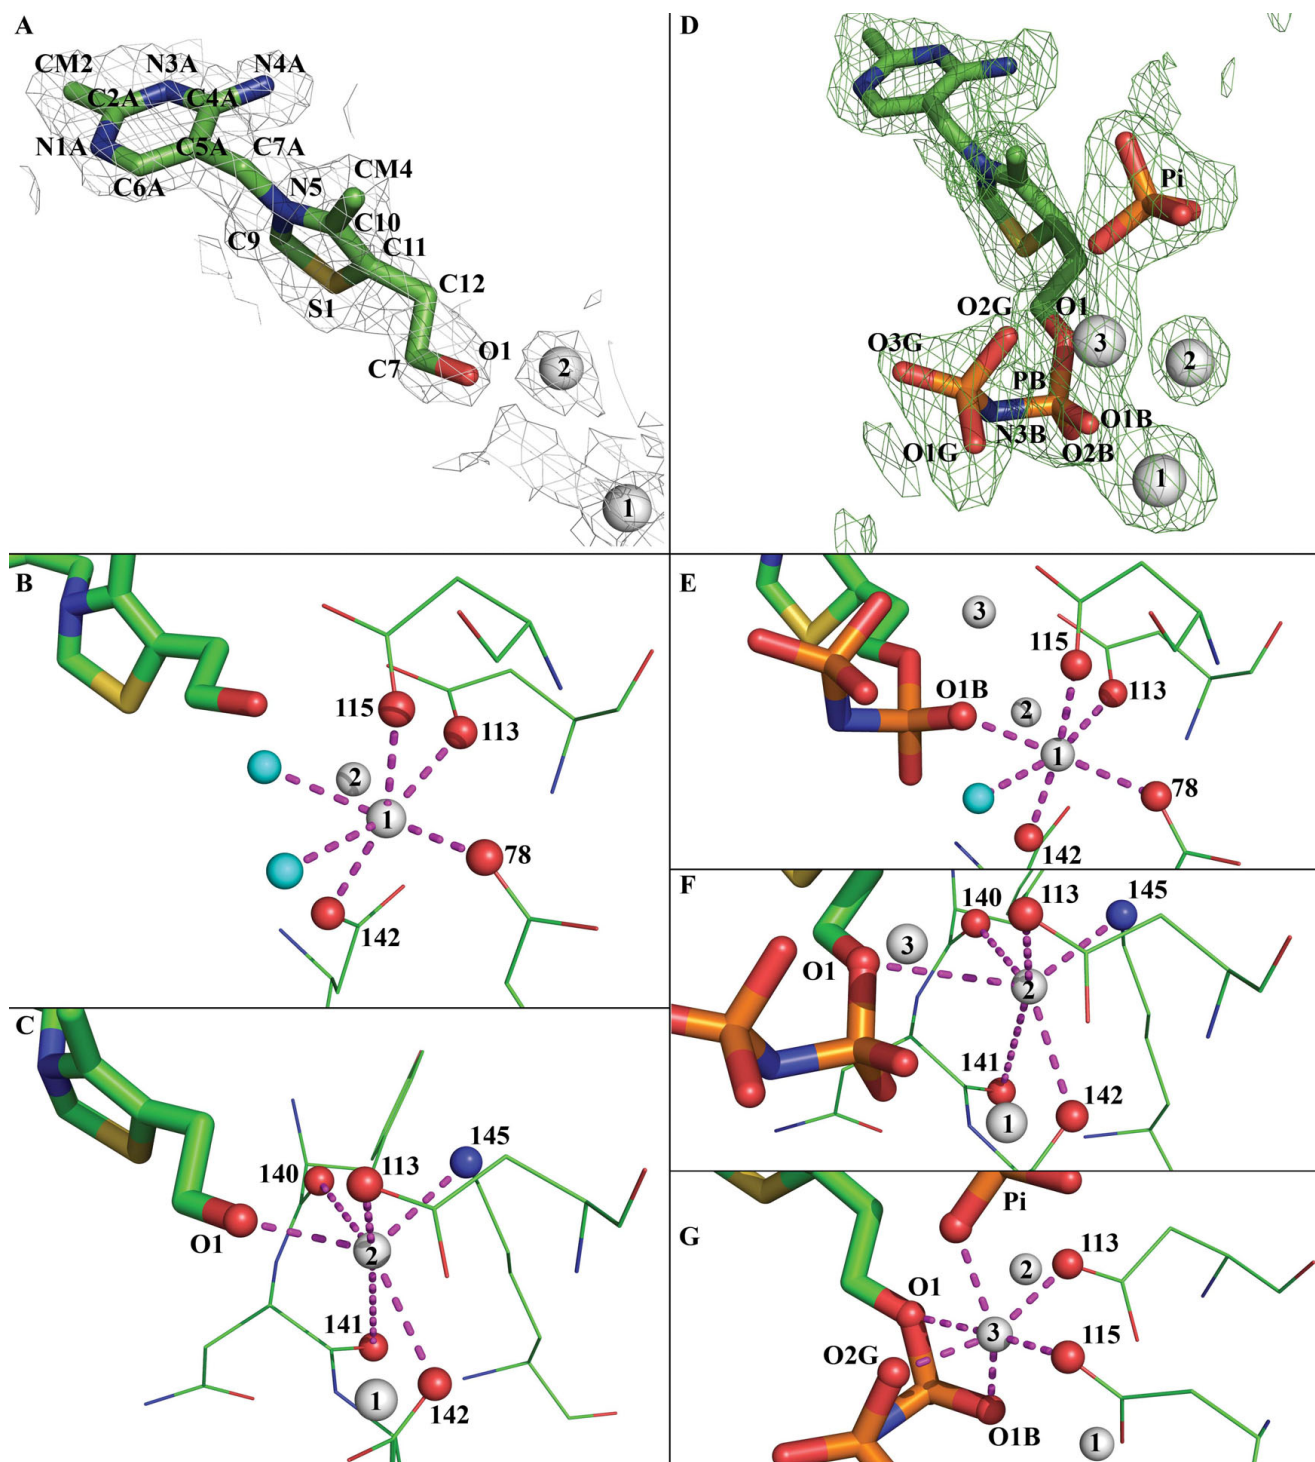 A
CM2
N3A
N4A
C2A
C4A
N1A
C5A
C7A
C6A
CM4
N5
C10
C9
C11
C12
S1
O1
C7
2
1
B
115
113
2
1
78
142
C
145
140
113
O1
2
141
1
142
D
Pi
O2G
O1
O3G
3
2
PB
O1B
N3B
O1G
O2B
1
E
3
115
O1B
113
2
1
78
142
F
113
145
140
3
O1
2
141
1
142
G
Pi
113
2
O1
3
115
O2G
O1B
1